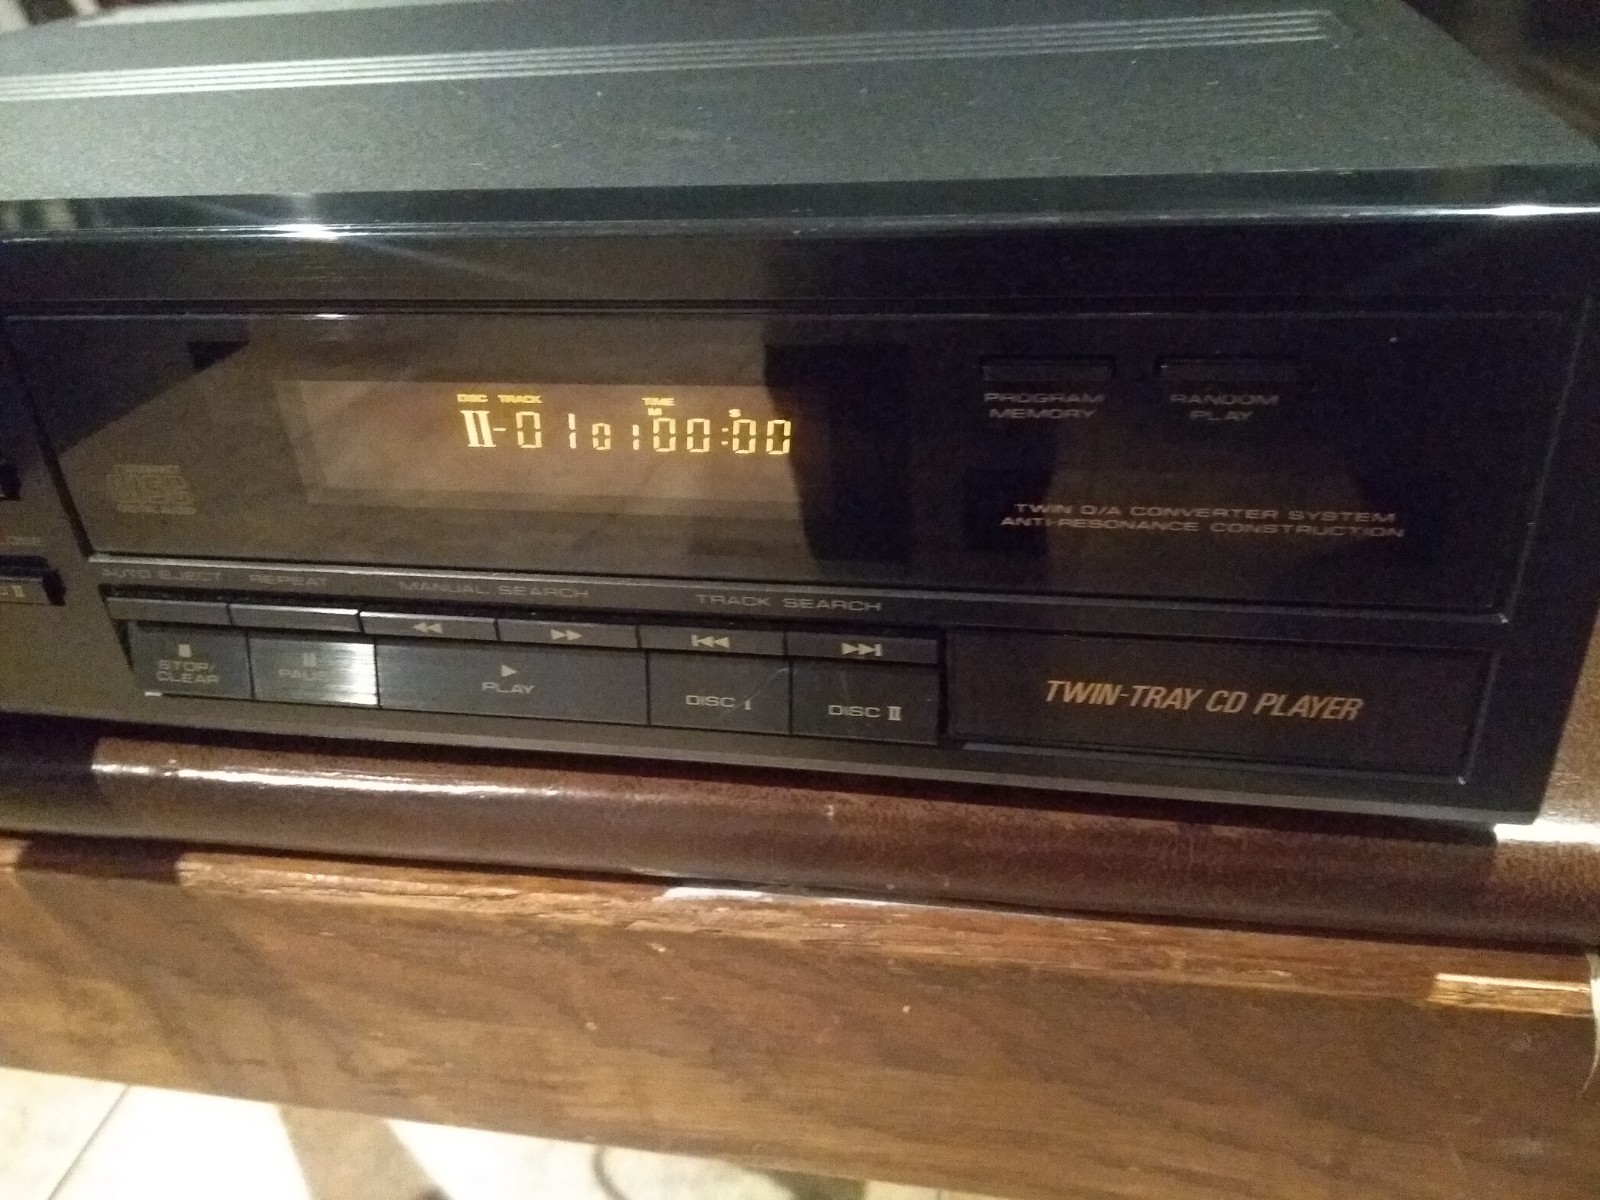 DISC TRACK TIME
M S
II-01 01 00:00
PROGRAM MEMORY
RANDOM PLAY
TWIN D/A CONVERTER SYSTEM
ANTI-RESONANCE CONSTRUCTION
AUTO EJECT REPEAT MANUAL SEARCH TRACK SEARCH
STOP/
CLEAR
PAUSE
PLAY
DISC I
DISC II
TWIN-TRAY CD PLAYER